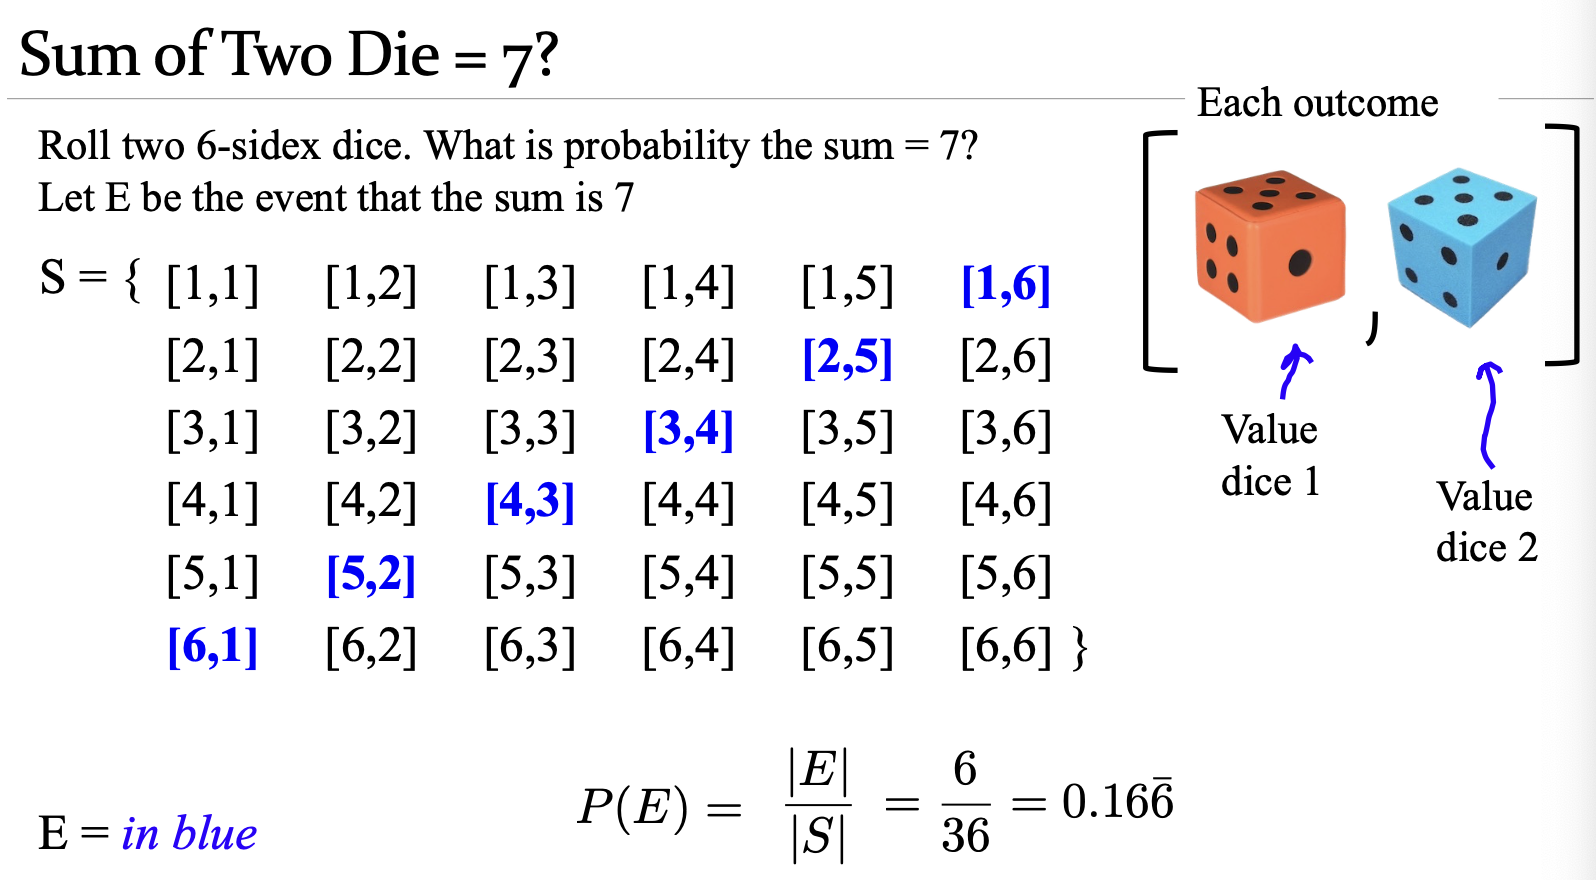 Sum of Two Die = 7?
Roll two 6-sidex dice. What is probability the sum = 7?
Let E be the event that the sum is 7
S = { [1,1] [1,2] [1,3] [1,4] [1,5] [1,6]
[2,1] [2,2] [2,3] [2,4] [2,5] [2,6]
[3,1] [3,2] [3,3] [3,4] [3,5] [3,6]
[4,1] [4,2] [4,3] [4,4] [4,5] [4,6]
[5,1] [5,2] [5,3] [5,4] [5,5] [5,6]
[6,1] [6,2] [6,3] [6,4] [6,5] [6,6] }
Each outcome
[ , ]
Value
dice 1
Value
dice 2
E = in blue
P(E) = |E|/|S| = 6/36 = 0.166̅